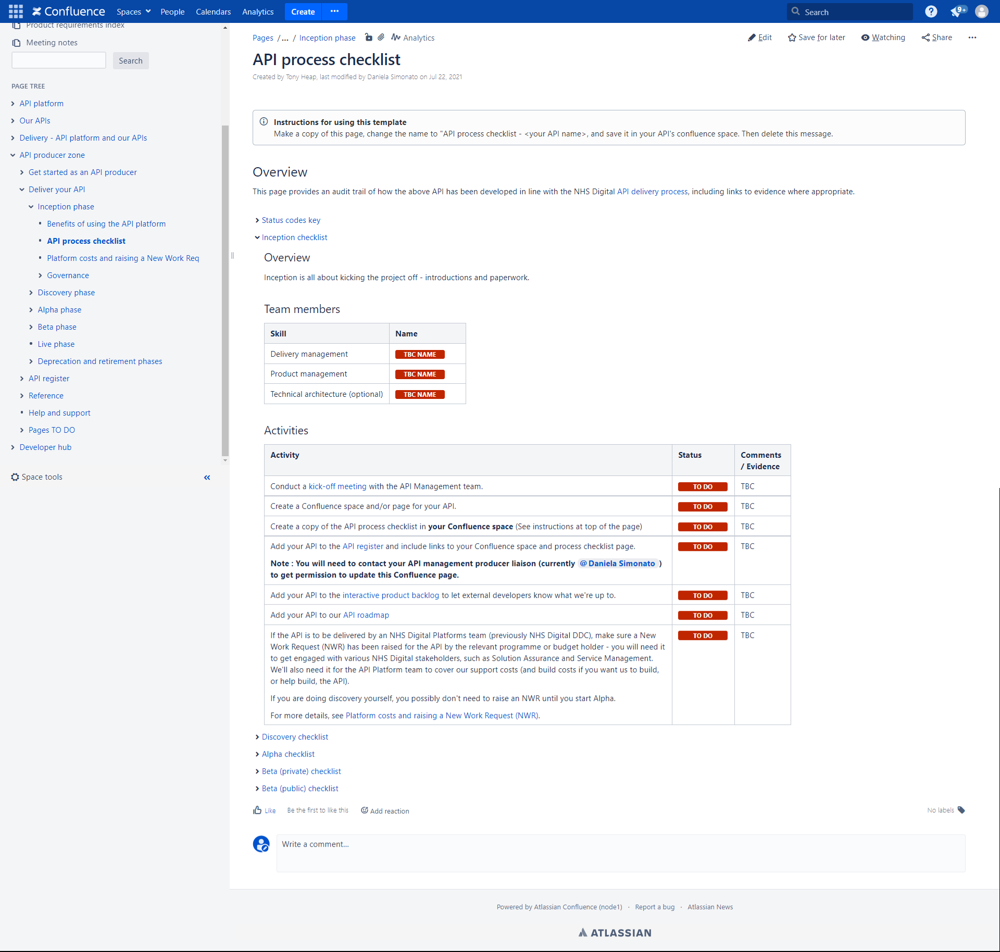 Confluence Spaces People Calendars Analytics Create ••• Search 9+
Product requirements index
Meeting notes
Search
PAGE TREE
API platform
Our APIs
Delivery - API platform and our APIs
API producer zone
Get started as an API producer
Deliver your API
Inception phase
Benefits of using the API platform
API process checklist
Platform costs and raising a New Work Req
Governance
Discovery phase
Alpha phase
Beta phase
Live phase
Deprecation and retirement phases
API register
Reference
Help and support
Pages TO DO
Developer hub
Space tools
Pages /... / Inception phase Analytics
Edit Save for later Watching Share •••
API process checklist
Created by Tony Heap, last modified by Daniela Simonato on Jul 22, 2021
Instructions for using this template
Make a copy of this page, change the name to "API process checklist - <your API name>, and save it in your API's confluence space. Then delete this message.
Overview
This page provides an audit trail of how the above API has been developed in line with the NHS Digital API delivery process, including links to evidence where appropriate.
Status codes key
Inception checklist
Overview
Inception is all about kicking the project off - introductions and paperwork.
Team members
Skill Name
Delivery management TBC NAME
Product management TBC NAME
Technical architecture (optional) TBC NAME
Activities
Activity Status Comments
/ Evidence
Conduct a kick-off meeting with the API Management team. TO DO TBC
Create a Confluence space and/or page for your API. TO DO TBC
Create a copy of the API process checklist in your Confluence space (See instructions at top of the page) TO DO TBC
Add your API to the API register and include links to your Confluence space and process checklist page. TO DO TBC
Note : You will need to contact your API management producer liaison (currently @Daniela Simonato )
to get permission to update this Confluence page.
Add your API to the interactive product backlog to let external developers know what we're up to. TO DO TBC
Add your API to our API roadmap TO DO TBC
If the API is to be delivered by an NHS Digital Platforms team (previously NHS Digital DDC), make sure a New TO DO TBC
Work Request (NWR) has been raised for the API by the relevant programme or budget holder - you will need it
to get engaged with various NHS Digital stakeholders, such as Solution Assurance and Service Management.
We'll also need it for the API Platform team to cover our support costs (and build costs if you want us to build,
or help build, the API).
If you are doing discovery yourself, you possibly don't need to raise an NWR until you start Alpha.
For more details, see Platform costs and raising a New Work Request (NWR).
Discovery checklist
Alpha checklist
Beta (private) checklist
Beta (public) checklist
Like Be the first to like this Add reaction No labels
Write a comment...
Powered by Atlassian Confluence (node1) · Report a bug · Atlassian News
ATLASSIAN